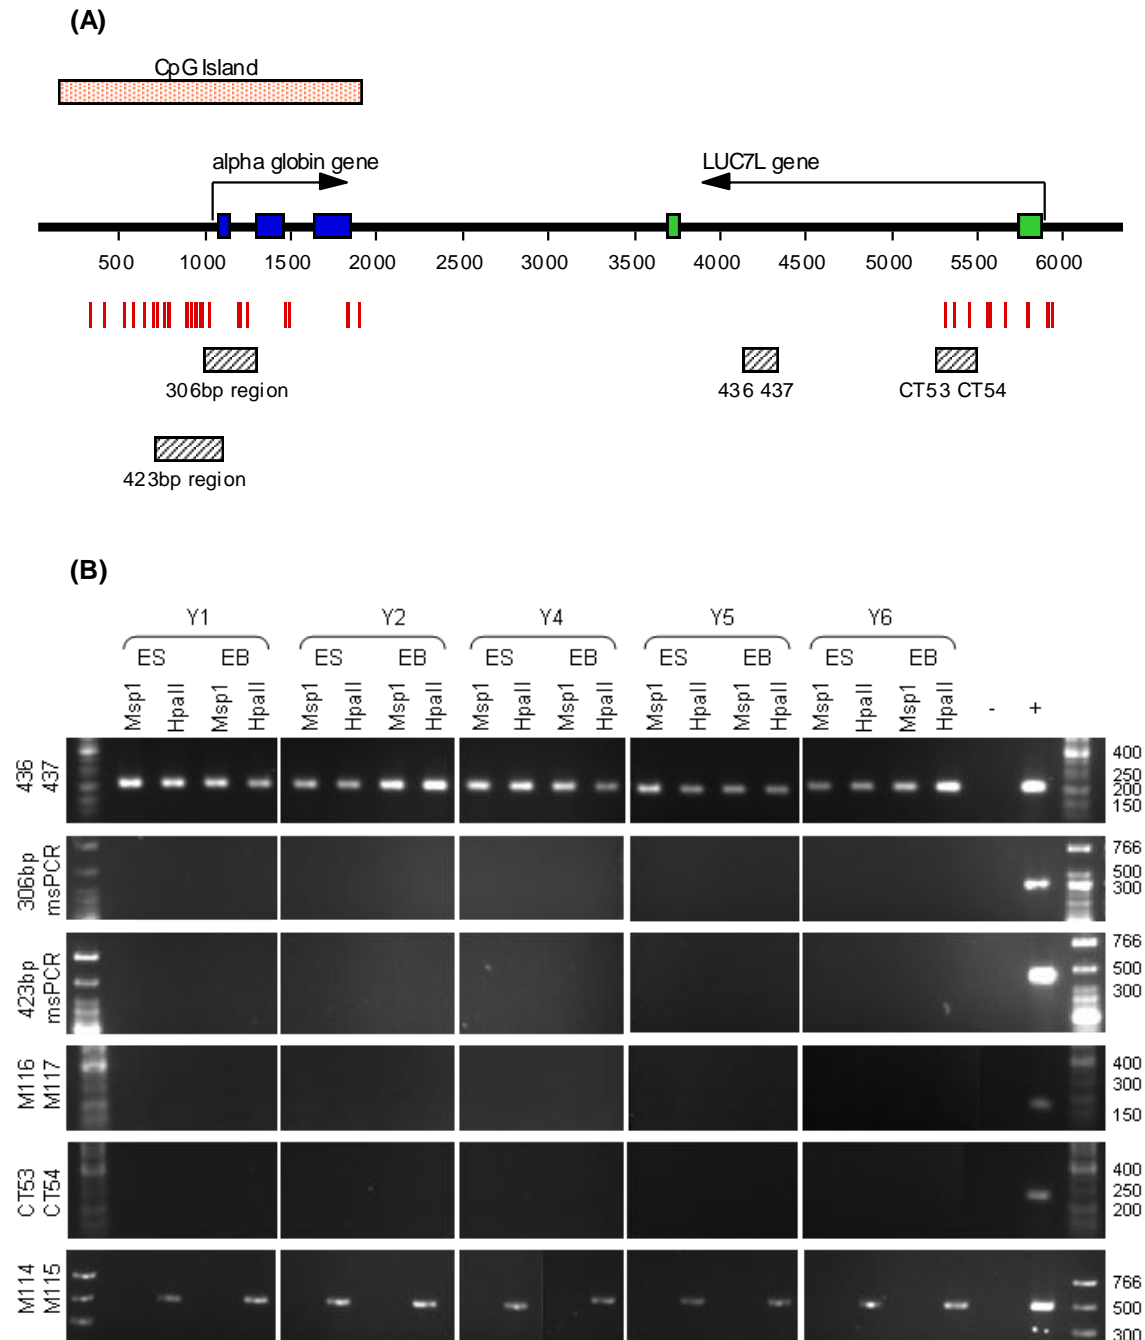 (A)
CpG Island
alpha globin gene
LUC7L gene
500 1000 1500 2000 2500 3000 3500 4000 4500 5000 5500 6000
306bp region
436 437
CT53 CT54
423bp region
(B)
Y1 Y2 Y4 Y5 Y6
ES EB ES EB ES EB ES EB ES EB
Msp1 HpaII Msp1 HpaII Msp1 HpaII Msp1 HpaII Msp1 HpaII Msp1 HpaII Msp1 HpaII Msp1 HpaII Msp1 HpaII Msp1 HpaII - +
436
437
400
250
200
150
306bp
msPCR
766
500
300
423bp
msPCR
766
500
300
M116
M117
400
300
150
CT53
CT54
400
250
200
M114
M115
766
500
300